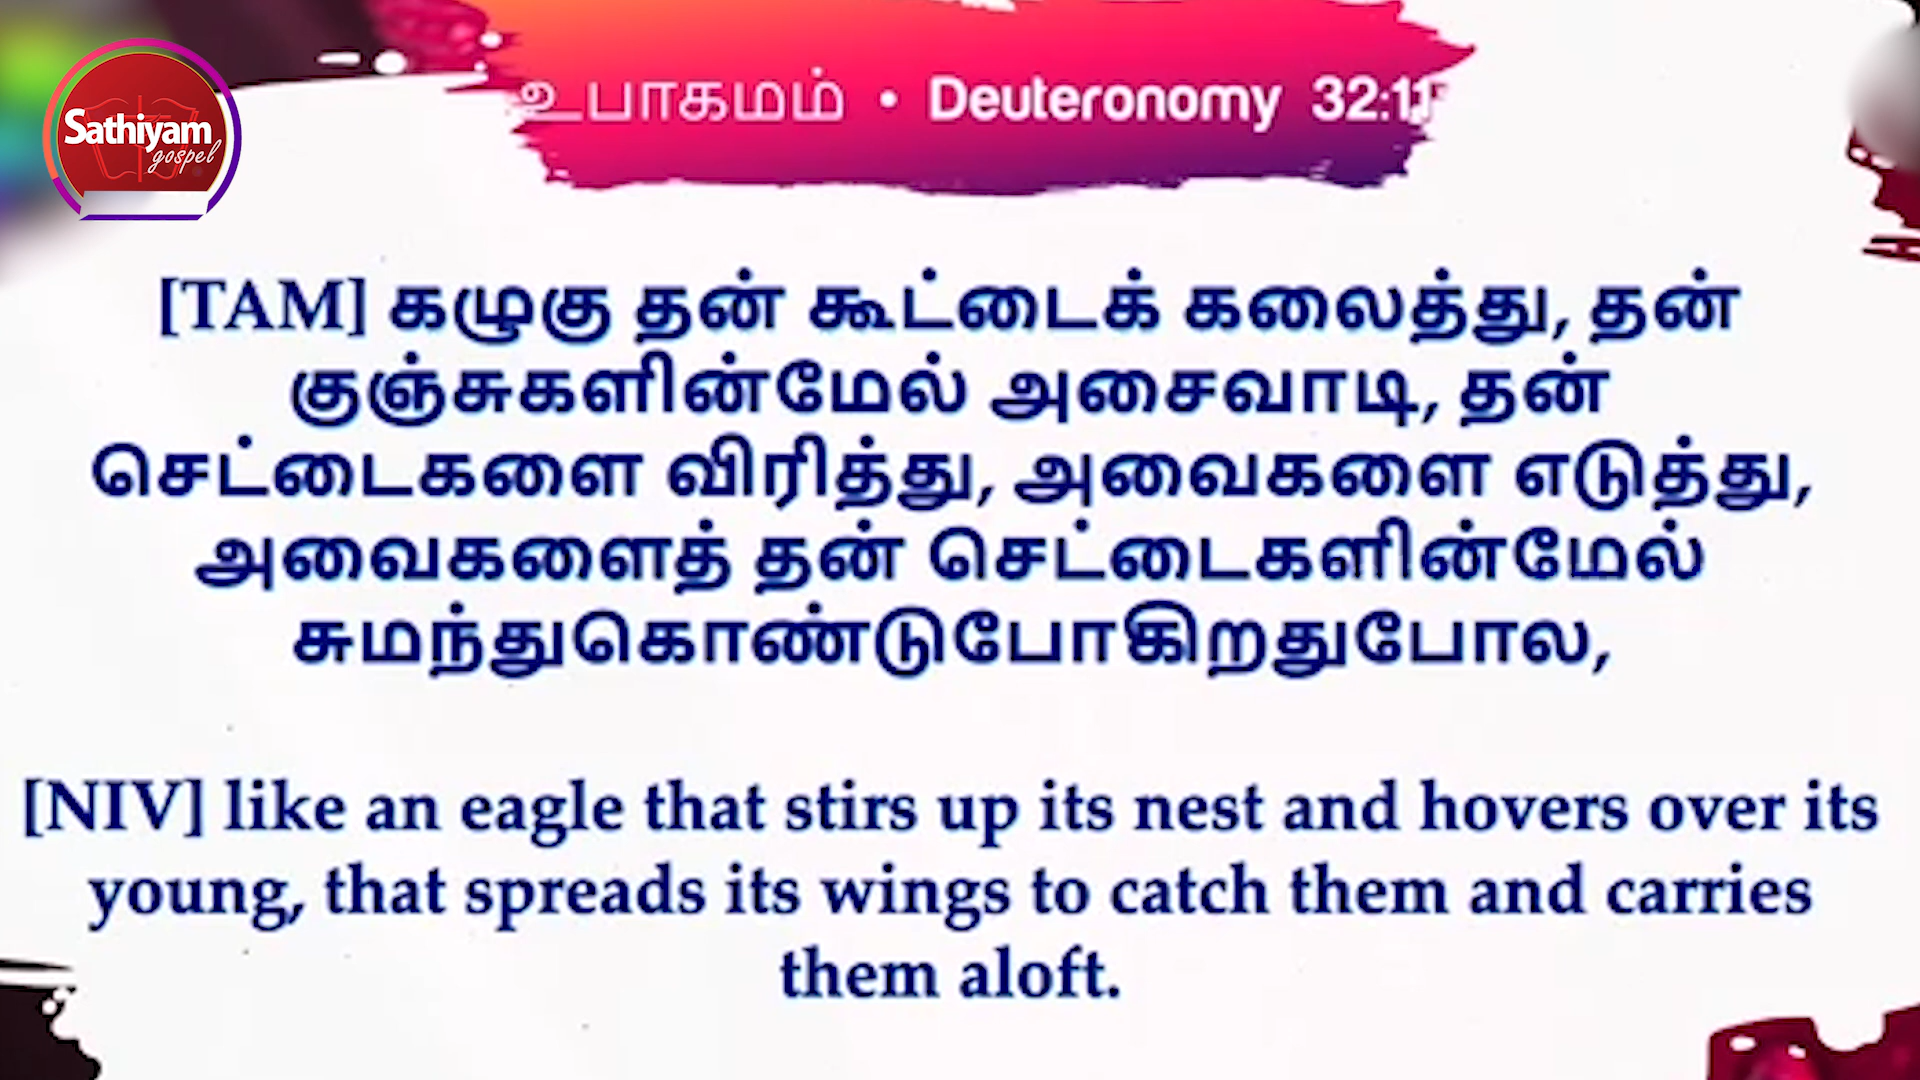 Sathiyam
gospel
உபாகமம் • Deuteronomy 32:11
[TAM] கழுகு தன் கூட்டைக் கலைத்து, தன்
குஞ்சுகளின்மேல் அசைவாடி, தன்
செட்டைகளை விரித்து, அவைகளை எடுத்து,
அவைகளைத் தன் செட்டைகளின்மேல்
சுமந்துகொண்டுபோகிறதுபோல,
[NIV] like an eagle that stirs up its nest and hovers over its
young, that spreads its wings to catch them and carries
them aloft.